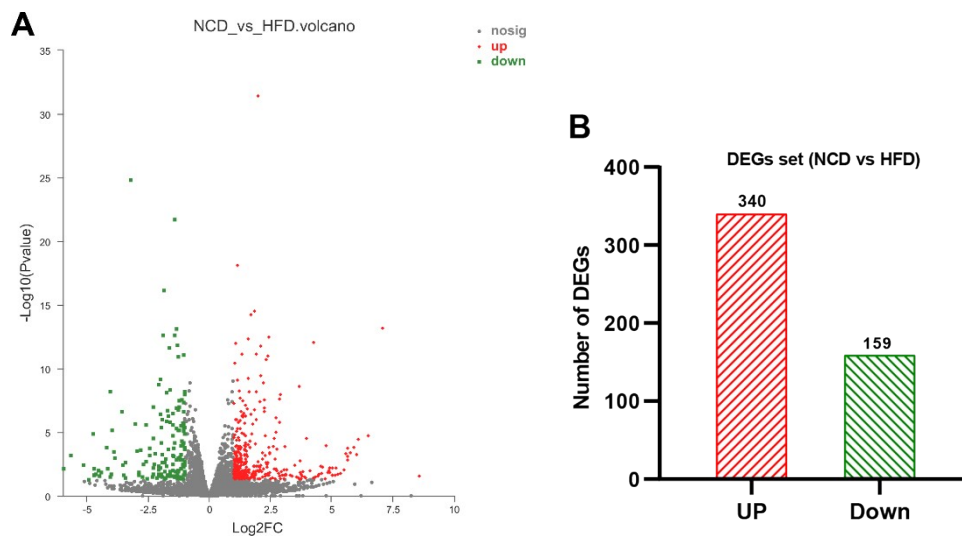 A
NCD_vs_HFD.volcano
nosig
up
down
35
30
25
20
15
10
5
0
-Log10(Pvalue)
-5
-2.5
0
2.5
5
7.5
10
Log2FC
B
DEGs set (NCD vs HFD)
400
300
200
100
0
Number of DEGs
340
159
UP
Down